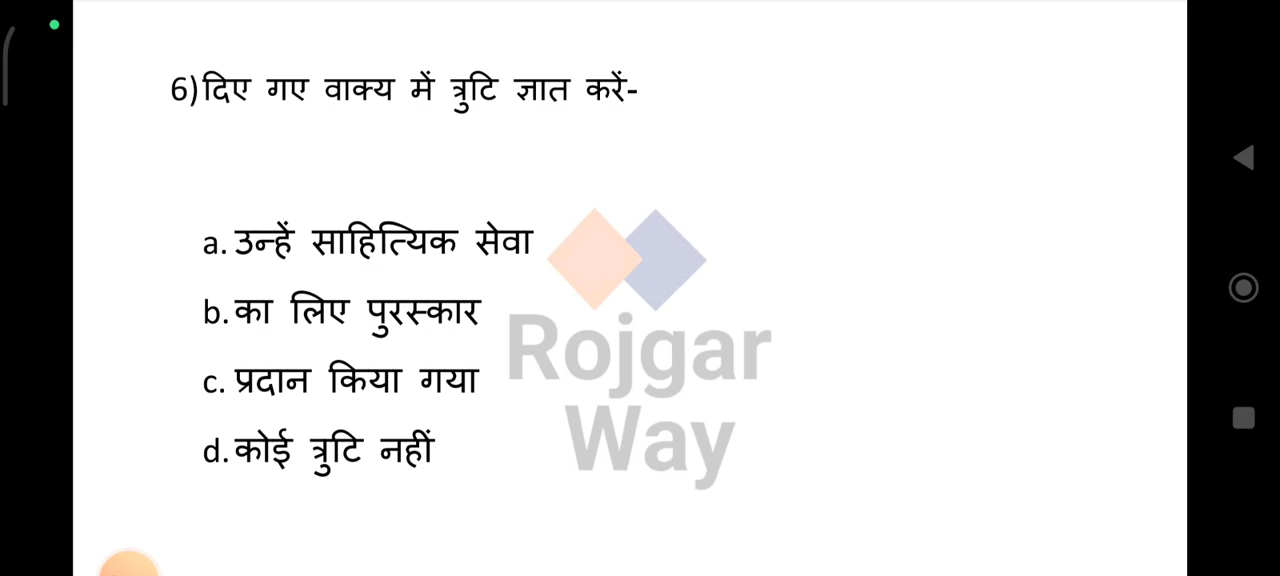 6)दिए गए वाक्य में त्रुटि ज्ञात करें-
a. उन्हें साहित्यिक सेवा
b. का लिए पुरस्कार
c. प्रदान किया गया
d. कोई त्रुटि नहीं
Rojgar
Way